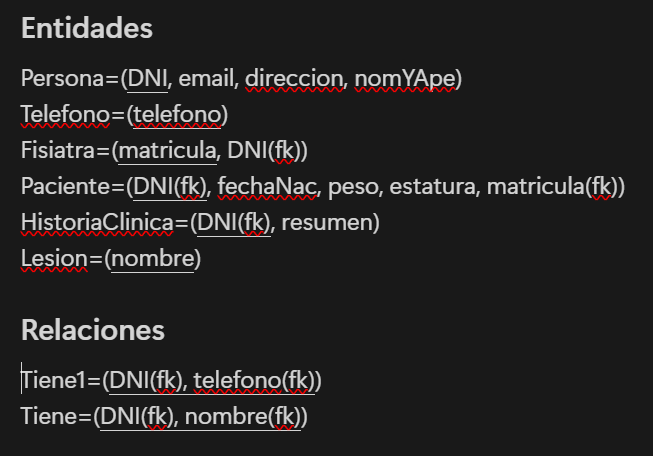 Entidades
Persona=(DNI, email, direccion, nomYApe)
Telefono=(telefono)
Fisiatra=(matricula, DNI(fk))
Paciente=(DNI(fk), fechaNac, peso, estatura, matricula(fk))
HistoriaClinica=(DNI(fk), resumen)
Lesion=(nombre)
Relaciones
Tiene1=(DNI(fk), telefono(fk))
Tiene=(DNI(fk), nombre(fk))